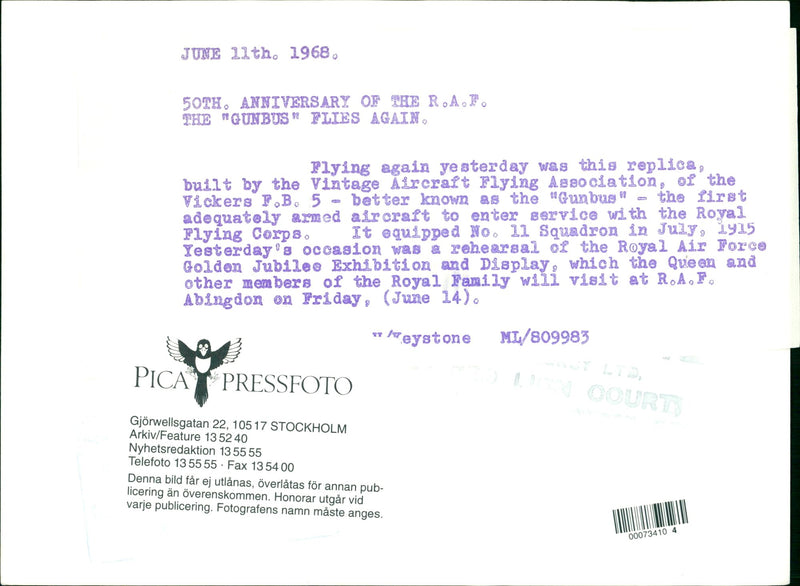 JUNE 11th. 1968.
50TH. ANNIVERSARY OF THE R.A.F.
THE "GUNBUS" FLIES AGAIN.
Flying again yesterday was this replica,
built by the Vintage Aircraft Flying Association, of the
Vickers F.B. 5 - better known as the "Gunbus" - the first
adequately armed aircraft to enter service with the Royal
Flying Corps. It equipped No. 11 Squadron in July, 1915
Yesterday's occasion was a rehearsal of the Royal Air Force
Golden Jubilee Exhibition and Display, which the Queen and
other members of the Royal Family will visit at R.A.F.
Abingdon on Friday, (June 14).
eystone ML/809983
PICA PRESSFOTO
LTD.
COURT
Gjörwellsgatan 22, 105 17 STOCKHOLM
Arkiv/Feature 13 52 40
Nyhetsredaktion 13 55 55
Telefoto 13 55 55 · Fax 13 54 00
Denna bild får ej utlånas, överlåtas för annan pub-
licering än överenskommen. Honorar utgår vid
varje publicering. Fotografens namn måste anges.
00073410 4